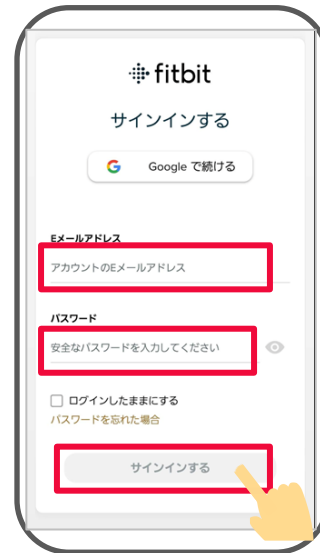 fitbit
サインインする
Google で続ける
Eメールアドレス
アカウントのEメールアドレス
パスワード
安全なパスワードを入力してください
ログインしたままにする
パスワードを忘れた場合
サインインする